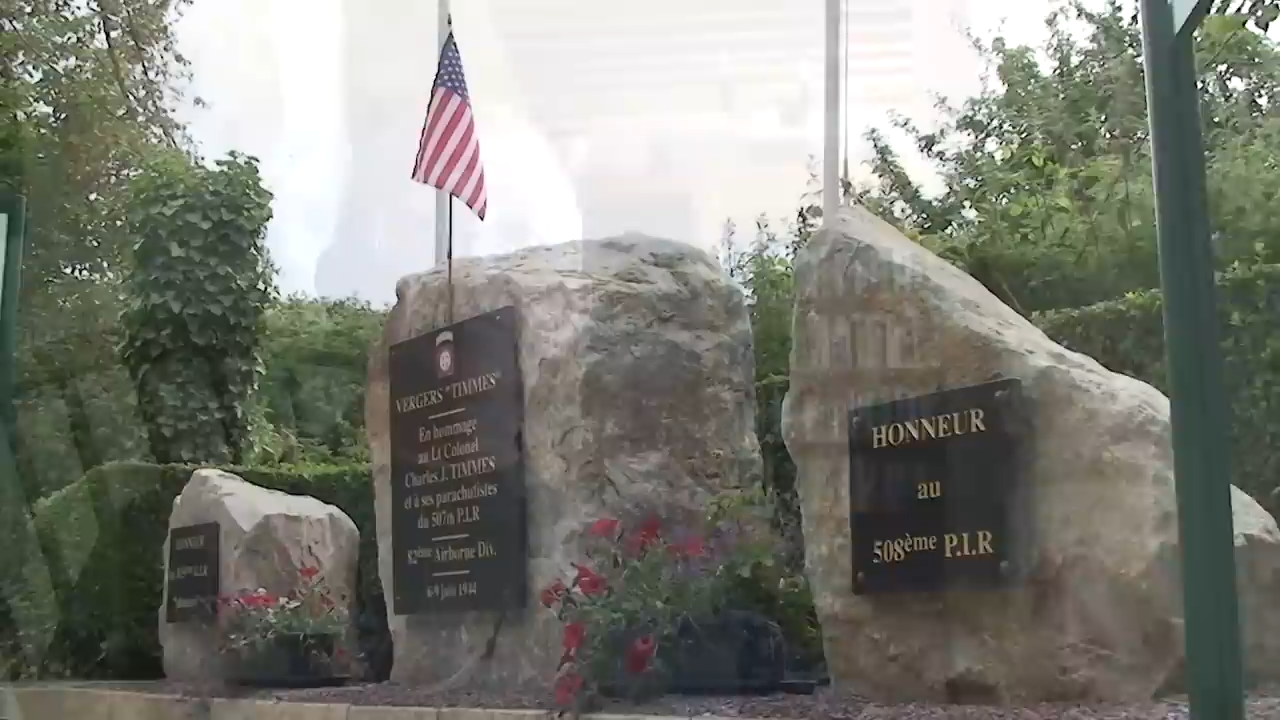 HONNEUR
VERGERS "TIMMES"
En hommage
au Lt Colonel
Charles J. TIMMES
et à ses parachutistes
du 507th P.I.R
82ème Airborne Div.
6-9 juin 1944
HONNEUR
au
508ème P.I.R